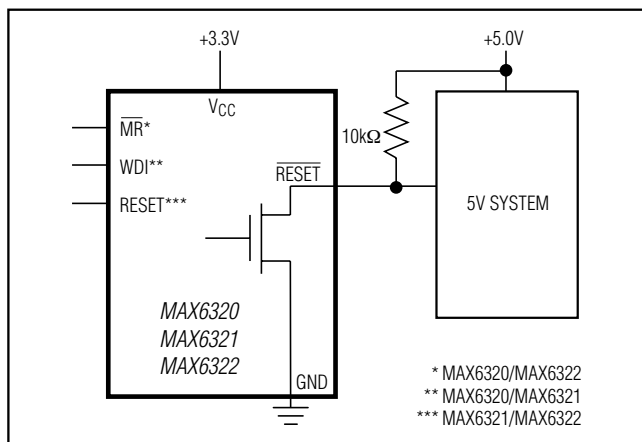 +3.3V
+5.0V
VCC
MR*
10kΩ
WDI**
RESET
RESET***
5V SYSTEM
MAX6320
MAX6321
MAX6322
GND
* MAX6320/MAX6322
** MAX6320/MAX6321
*** MAX6321/MAX6322